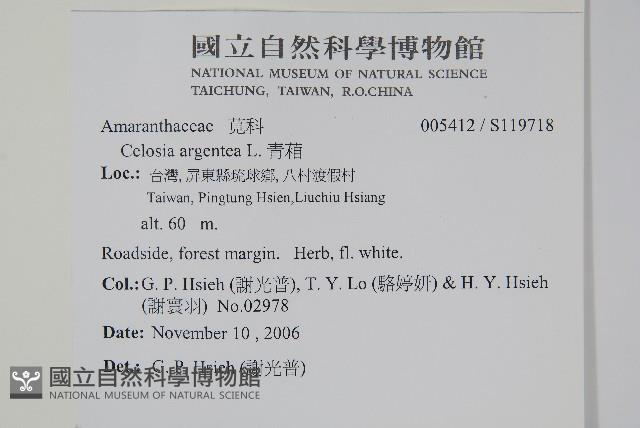 國立自然科學博物館
NATIONAL MUSEUM OF NATURAL SCIENCE
TAICHUNG, TAIWAN, R.O.CHINA
Amaranthaceae 莧科 005412 / S119718
Celosia argentea L. 青葙
Loc.: 台灣, 屏東縣琉球鄉, 八村渡假村
Taiwan, Pingtung Hsien, Liuchiu Hsiang
alt. 60 m.
Roadside, forest margin. Herb, fl. white.
Col.: G. P. Hsieh (謝光普), T. Y. Lo (駱婷妍) & H. Y. Hsieh
(謝寰羽) No.02978
Date: November 10 , 2006
Det.: G. P. Hsieh (謝光普)
國立自然科學博物館
NATIONAL MUSEUM OF NATURAL SCIENCE